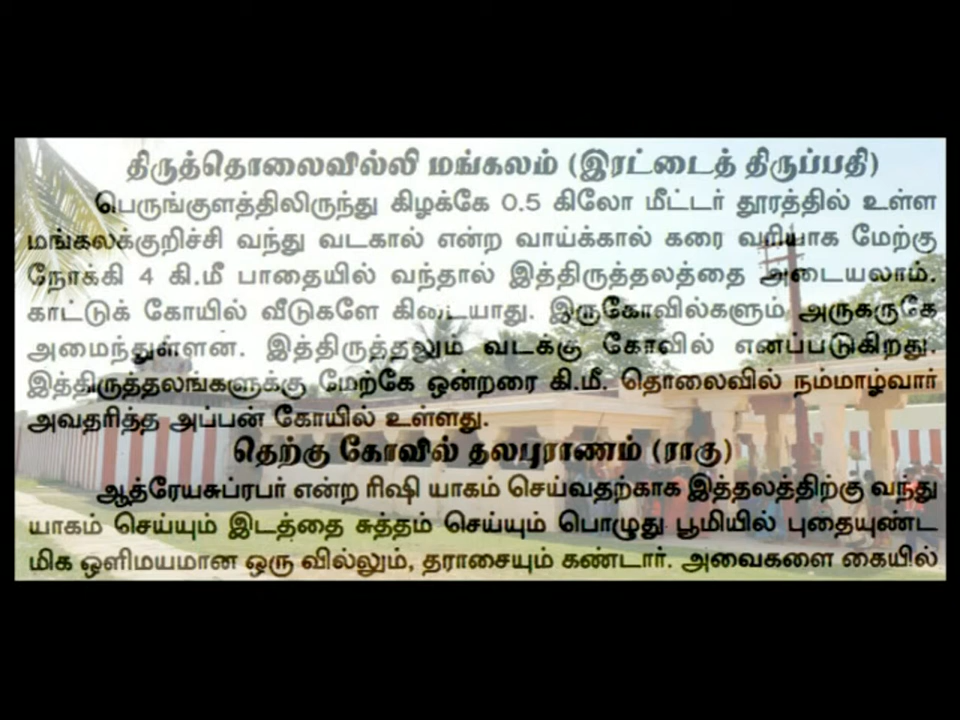 திருத்தொலைவில்லி மங்கலம் (இரட்டைத் திருப்பதி)
பெருங்குளத்திலிருந்து கிழக்கே 0.5 கிலோ மீட்டர் தூரத்தில் உள்ள
மங்கலக்குறிச்சி வந்து வடகால் என்ற வாய்க்கால் கரை வழியாக மேற்கு
நோக்கி 4 கி.மீ பாதையில் வந்தால் இத்திருத்தலத்தை அடையலாம்.
காட்டுக் கோயில் வீடுகளே கிடையாது. இருகோவில்களும் அருகருகே
அமைந்துள்ளன. இத்திருத்தலமும் வடக்கு கோவில் எனப்படுகிறது.
இத்திருத்தலங்களுக்கு மேற்கே ஒன்றரை கி.மீ. தொலைவில் நம்மாழ்வார்
அவதரித்த அப்பன் கோயில் உள்ளது.
தெற்கு கோவில் தலபுராணம் (ராகு)
ஆத்ரேயசுப்ரபர் என்ற ரிஷி யாகம் செய்வதற்காக இத்தலத்திற்கு வந்து
யாகம் செய்யும் இடத்தை சுத்தம் செய்யும் பொழுது பூமியில் புதையுண்ட
மிக ஒளிமயமான ஒரு வில்லும், தராசையும் கண்டார். அவைகளை கையில்